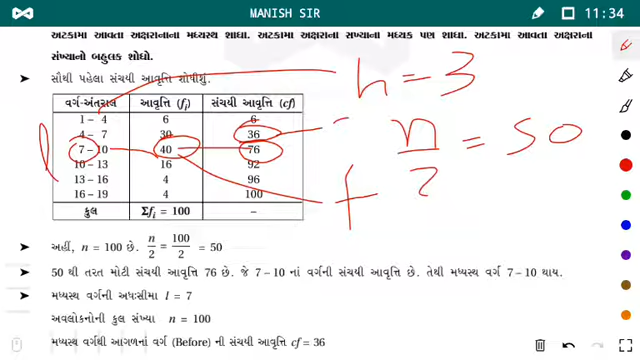 MANISH SIR
11:34
અટકામાં આવતા અક્ષરોનો મધ્યસ્થ શોધો. અટકામાં અક્ષરોની સંખ્યાનો મધ્યક પણ શોધો. અટકામાં આવતા અક્ષરોની
સંખ્યાનો બહુલક શોધો.
➤ સૌથી પહેલા સંચયી આવૃત્તિ શોધીશું.
વર્ગ-અંતરાલ આવૃત્તિ (fᵢ) સંચયી આવૃત્તિ (cf)
1 – 4 6 6
4 – 7 30 36
7 – 10 40 76
10 – 13 16 92
13 – 16 4 96
16 – 19 4 100
કુલ Σfᵢ = 100 –
h = 3
n/2 = 50
f
l
➤ અહીં, n = 100 છે. n/2 = 100/2 = 50
➤ 50 થી તરત મોટી સંચયી આવૃત્તિ 76 છે. જે 7 – 10 નાં વર્ગની સંચયી આવૃત્તિ છે. તેથી મધ્યસ્થ વર્ગ 7 – 10 થાય.
➤ મધ્યસ્થ વર્ગની અધઃસીમા l = 7
અવલોકનોની કુલ સંખ્યા n = 100
મધ્યસ્થ વર્ગથી આગળનાં વર્ગ (Before) ની સંચયી આવૃત્તિ cf = 36